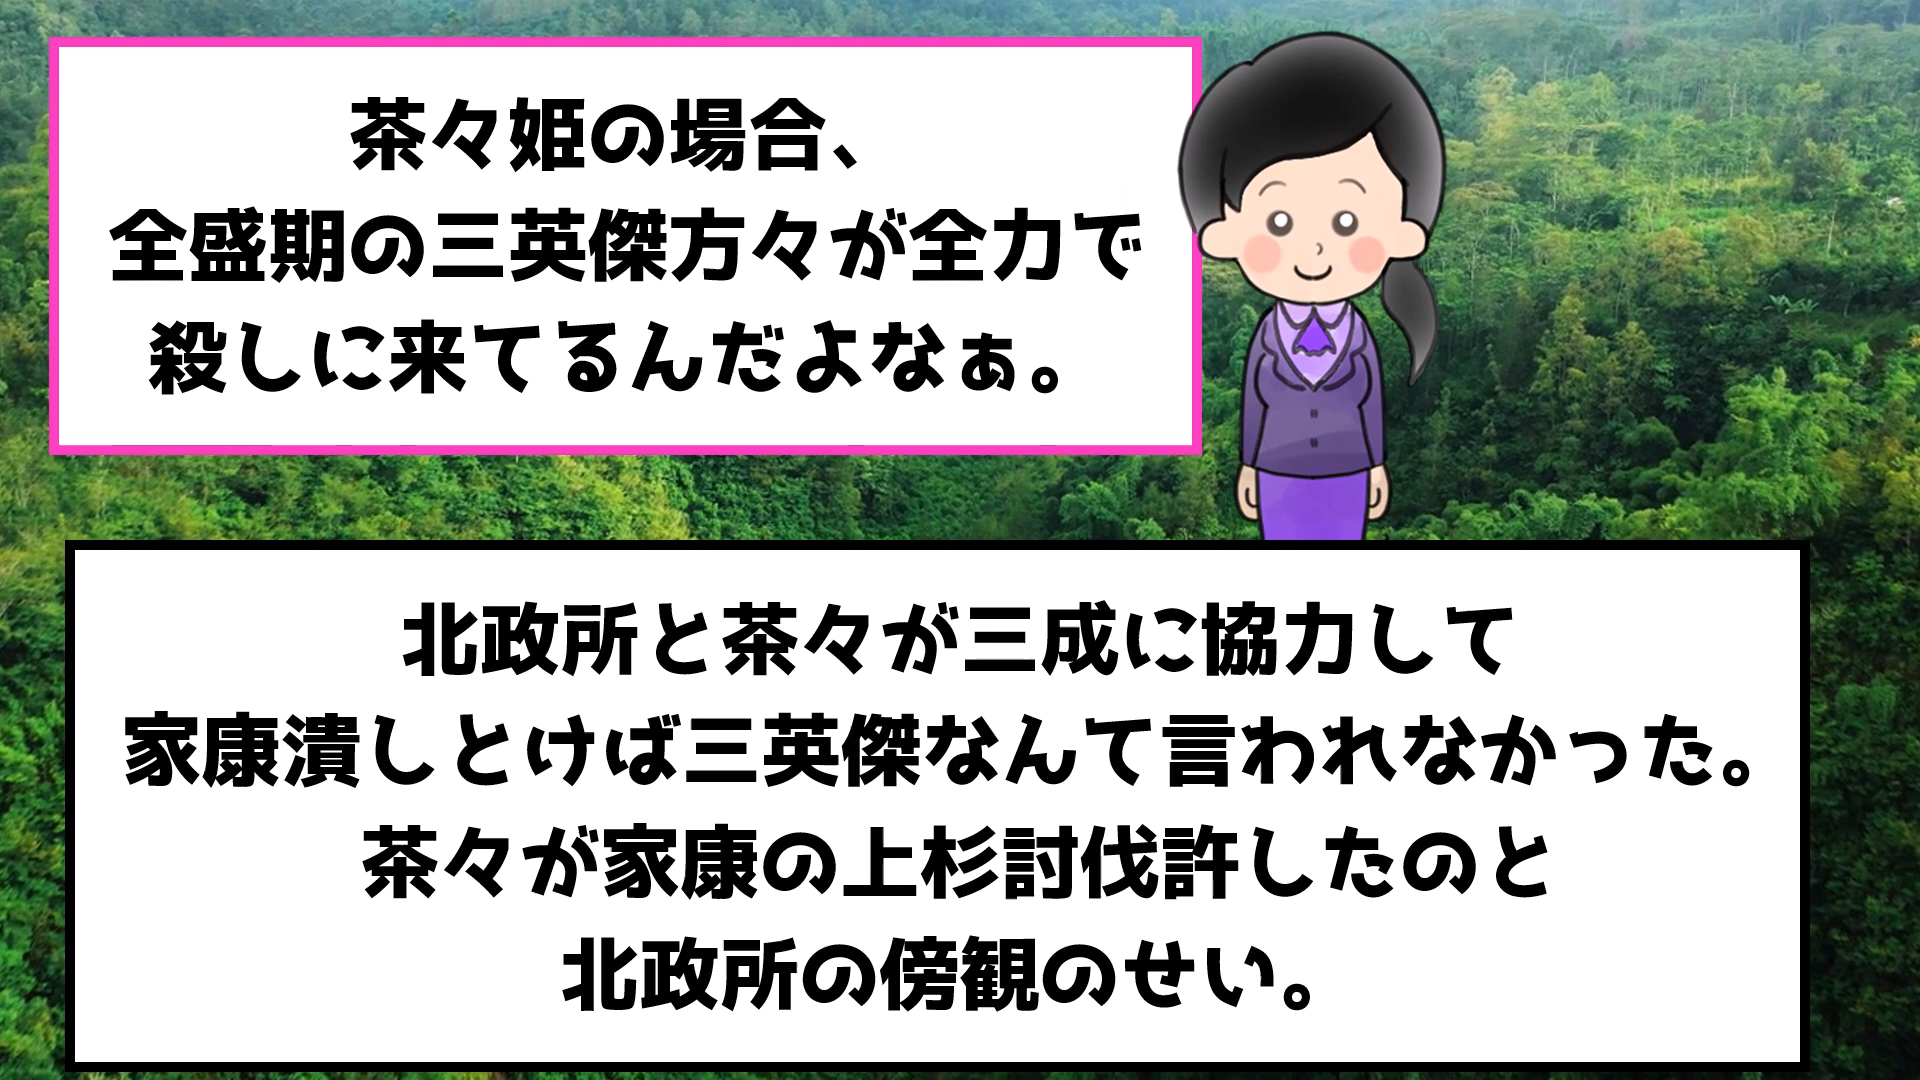 茶々姫の場合、
全盛期の三英傑方々が全力で
殺しに来てるんだよなぁ。
北政所と茶々が三成に協力して
家康潰しとけば三英傑なんて言われなかった。
茶々が家康の上杉討伐許したのと
北政所の傍観のせい。